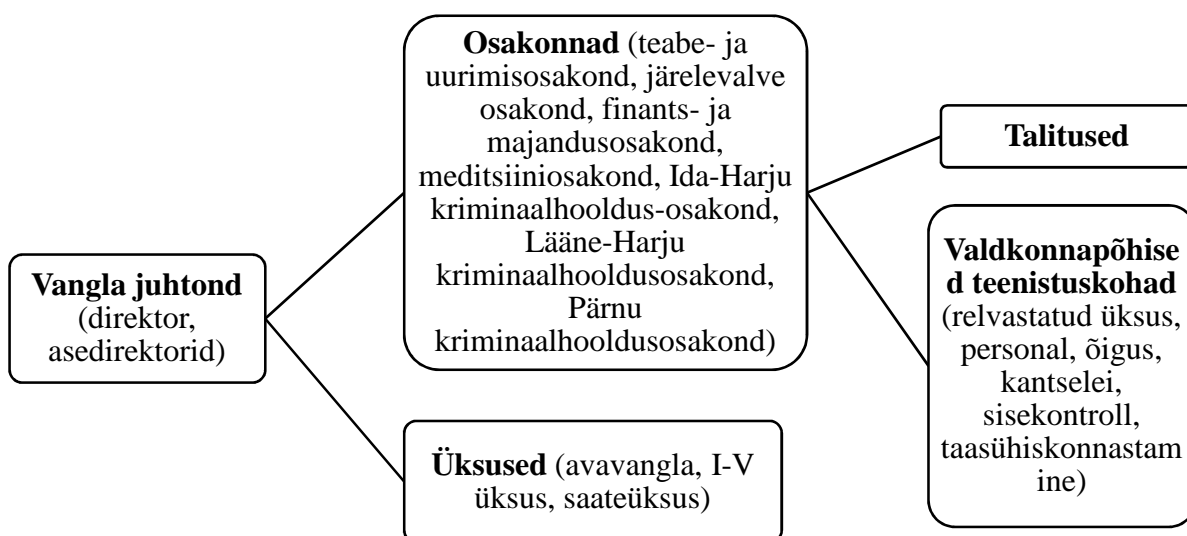 Vangla juhtond
(direktor,
asedirektorid)
Osakonnad (teabe- ja
uurimisosakond, järelevalve
osakond, finants- ja
majandusosakond,
meditsiiniosakond, Ida-Harju
kriminaalhooldus-osakond,
Lääne-Harju
kriminaalhooldusosakond,
Pärnu
kriminaalhooldusosakond)
Üksused (avavangla, I-V
üksus, saateüksus)
Talitused
Valdkonnapõhise
d teenistuskohad
(relvastatud üksus,
personal, õigus,
kantselei,
sisekontroll,
taasühiskonnastam
ine)